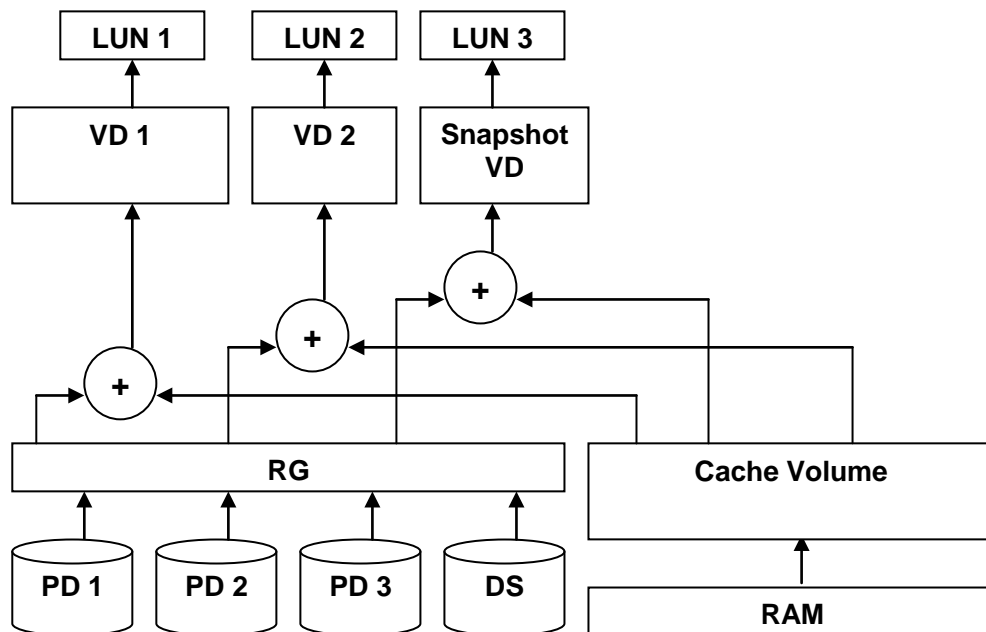 LUN 1
LUN 2
LUN 3
VD 1
VD 2
Snapshot
VD
+
+
+
RG
Cache Volume
PD 1
PD 2
PD 3
DS
RAM